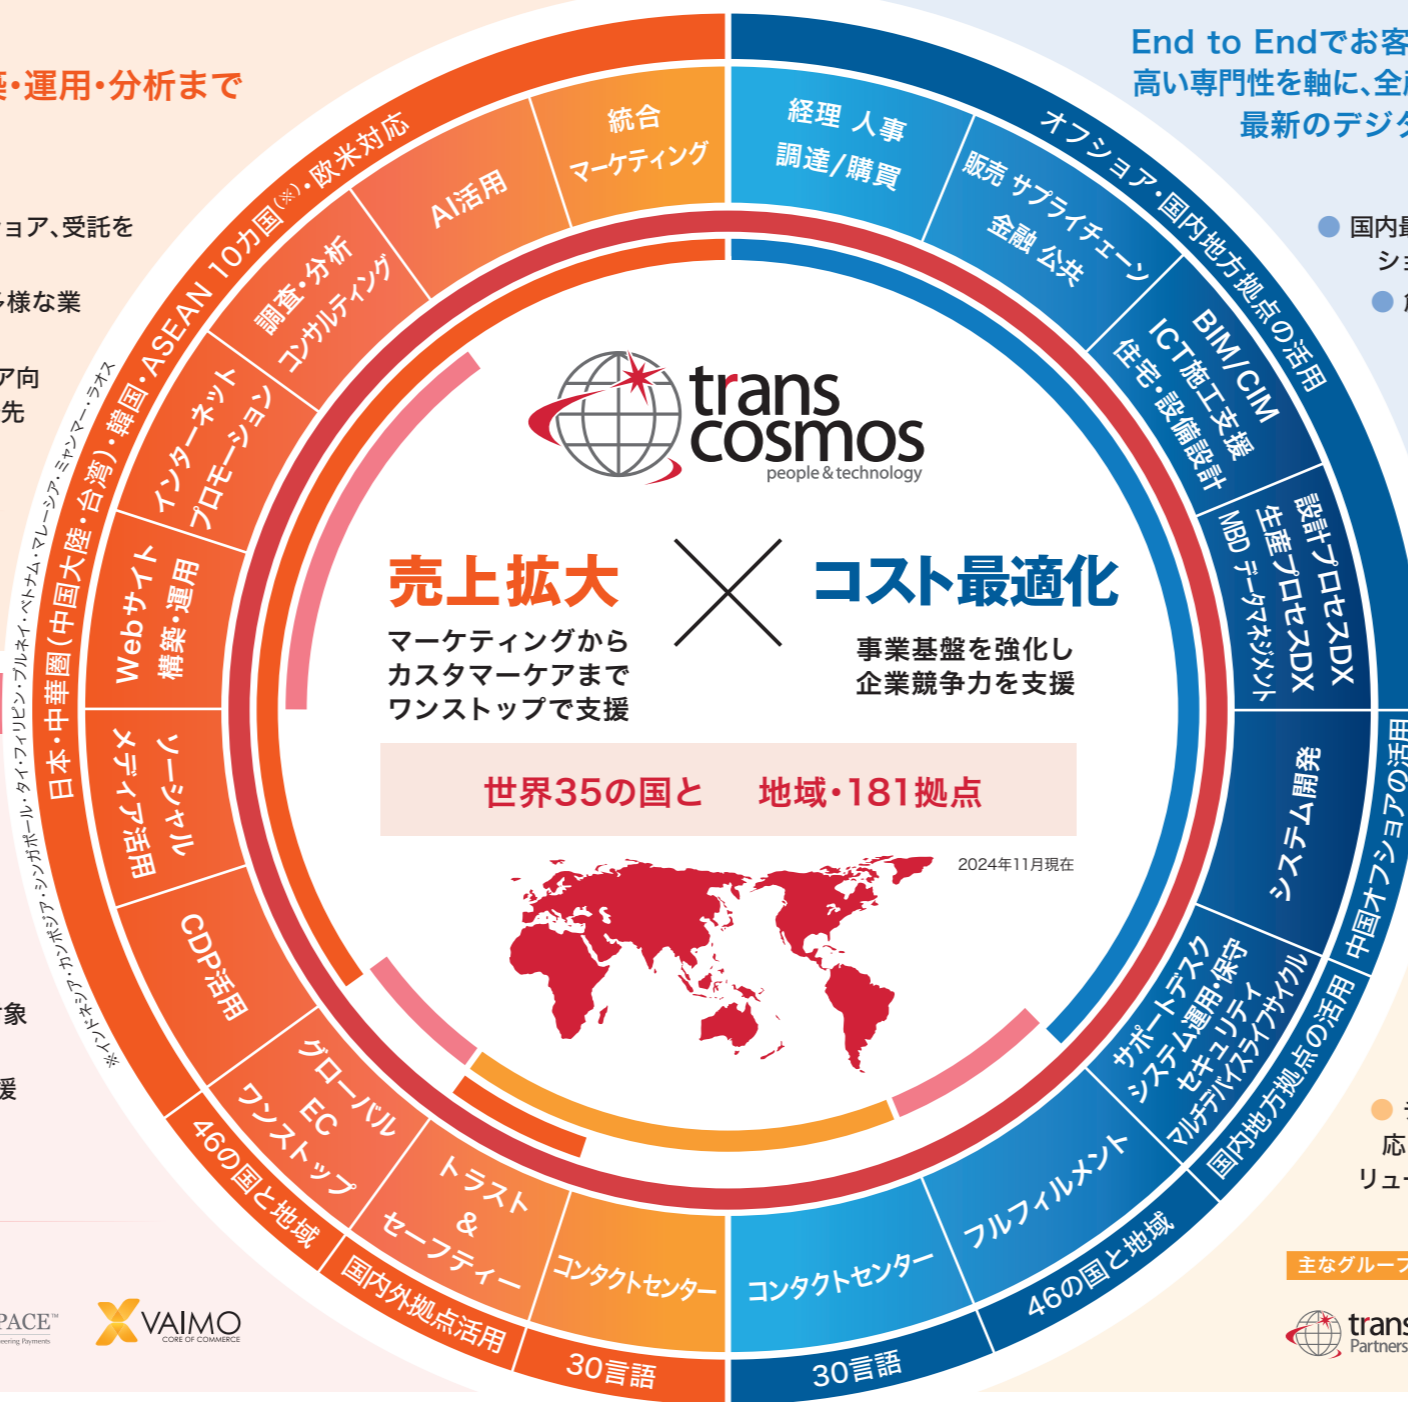 築・運用・分析まで
ョア、受託を
多様な業
ア向
先
対象
援
PACE™
VAIMO
CORE OF COMMERCE
End to Endでお客
高い専門性を軸に、全
最新のデジタ
国内最
ショ
応
リュー
主なグループ
trans
Partners
日本・中華圏(中国大陸・台湾)・韓国・ASEAN 10カ国(※)・欧米対応
※インドネシア・カンボジア・シンガポール・タイ・フィリピン・ブルネイ・ベトナム・マレーシア・ミャンマー・ラオス
46の国と地域
国内外拠点活用
30言語
統合
マーケティング
AI活用
調査・分析
コンサルティング
インターネット
プロモーション
Webサイト
構築・運用
ソーシャル
メディア活用
CDP活用
グローバル
EC
ワンストップ
トラスト
&
セーフティー
コンタクトセンター
オフショア・国内地方拠点の活用
中国オフショアの活用
国内地方拠点の活用
46の国と地域
30言語
経理 人事
調達/購買
販売 サプライチェーン
金融 公共
BIM/CIM
ICT施工支援
住宅・設備設計
設計プロセスDX
生産プロセスDX
MBD データマネジメント
システム開発
サポートデスク
システム運用・保守
セキュリティ
マルチデバイスライフサイクル
フルフィルメント
コンタクトセンター
trans
cosmos
people & technology
売上拡大
マーケティングから
カスタマーケアまで
ワンストップで支援
コスト最適化
事業基盤を強化し
企業競争力を支援
世界35の国と 地域・181拠点
2024年11月現在